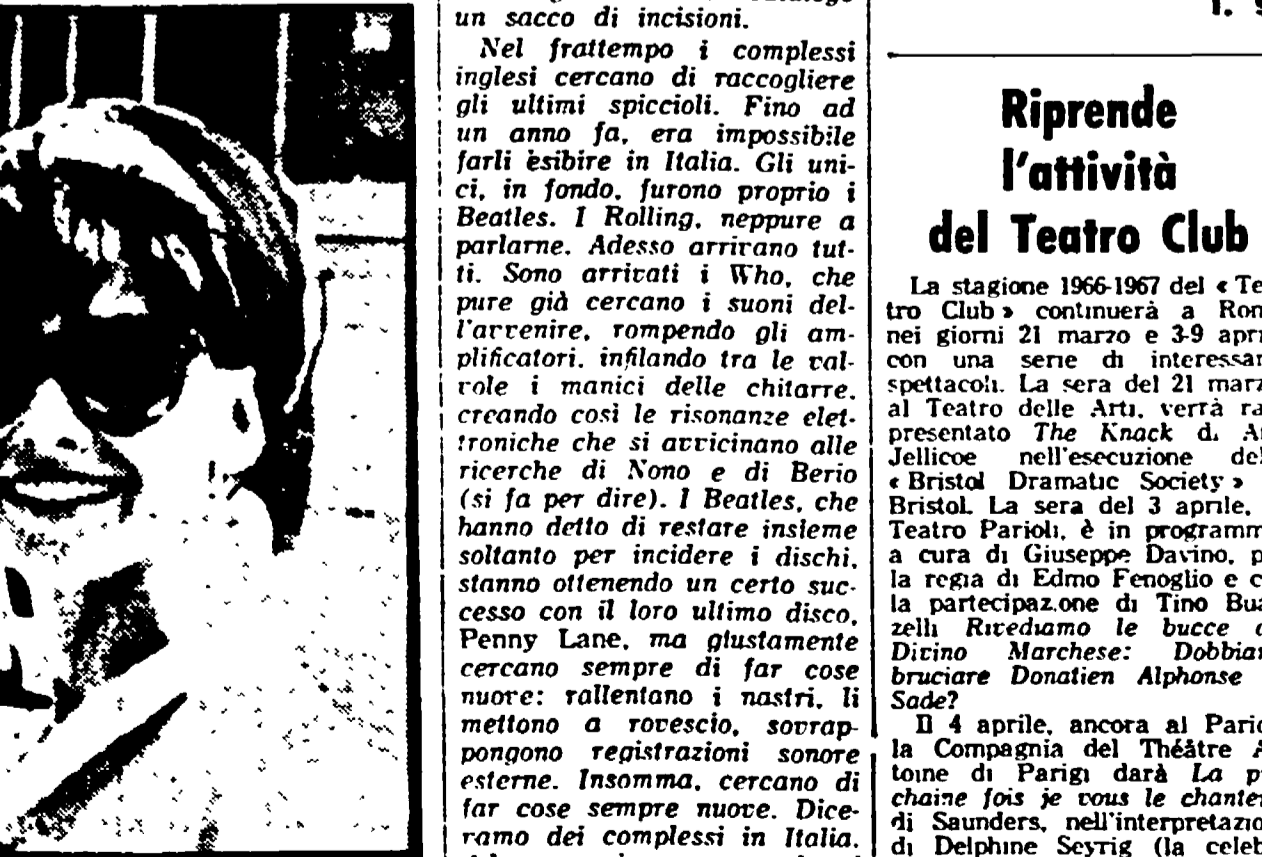 un sacco di incisioni.
Nel frattempo i complessi
inglesi cercano di raccogliere
gli ultimi spiccioli. Fino ad
un anno fa, era impossibile
farli esibire in Italia. Gli uni-
ci, in fondo, furono proprio i
Beatles. I Rolling, neppure a
parlarne. Adesso arrivano tut-
ti. Sono arrivati i Who, che
pure già cercano i suoni del-
l'avvenire, rompendo gli am-
plificatori, infilando tra le val-
vole i manici delle chitarre,
creando così le risonanze elet-
troniche che si avvicinano alle
ricerche di Nono e di Berio
(si fa per dire). I Beatles, che
hanno detto di restare insieme
soltanto per incidere i dischi,
stanno ottenendo un certo suc-
cesso con il loro ultimo disco,
Penny Lane, ma giustamente
cercano sempre di far cose
nuove: rallentano i nastri, li
mettono a rovescio, sovrap-
pongono registrazioni sonore
esterne. Insomma, cercano di
far cose sempre nuove. Dice-
vamo dei complessi in Italia.
Riprende
l'attività
del Teatro Club
La stagione 1966-1967 del « Te
tro Club » continuerà a Rom
nei giorni 21 marzo e 3-9 apri
con una serie di interessan
spettacoli. La sera del 21 marz
al Teatro delle Arti, verrà ra
presentato The Knack di An
Jellicoe nell'esecuzione del
« Bristol Dramatic Society »
Bristol. La sera del 3 aprile,
Teatro Parioli, è in programm
a cura di Giuseppe Davino, p
la regia di Edmo Fenoglio e c
la partecipazione di Tino Bua
zelli Rivediamo le bucce d
Divino Marchese: Dobbiam
bruciare Donatien Alphonse
Sade?
Il 4 aprile, ancora al Pario
la Compagnia del Théâtre A
toine di Parigi darà La p
chaine fois je vous le chanter
di Saunders, nell'interpretazio
di Delphine Seyrig (la celeb